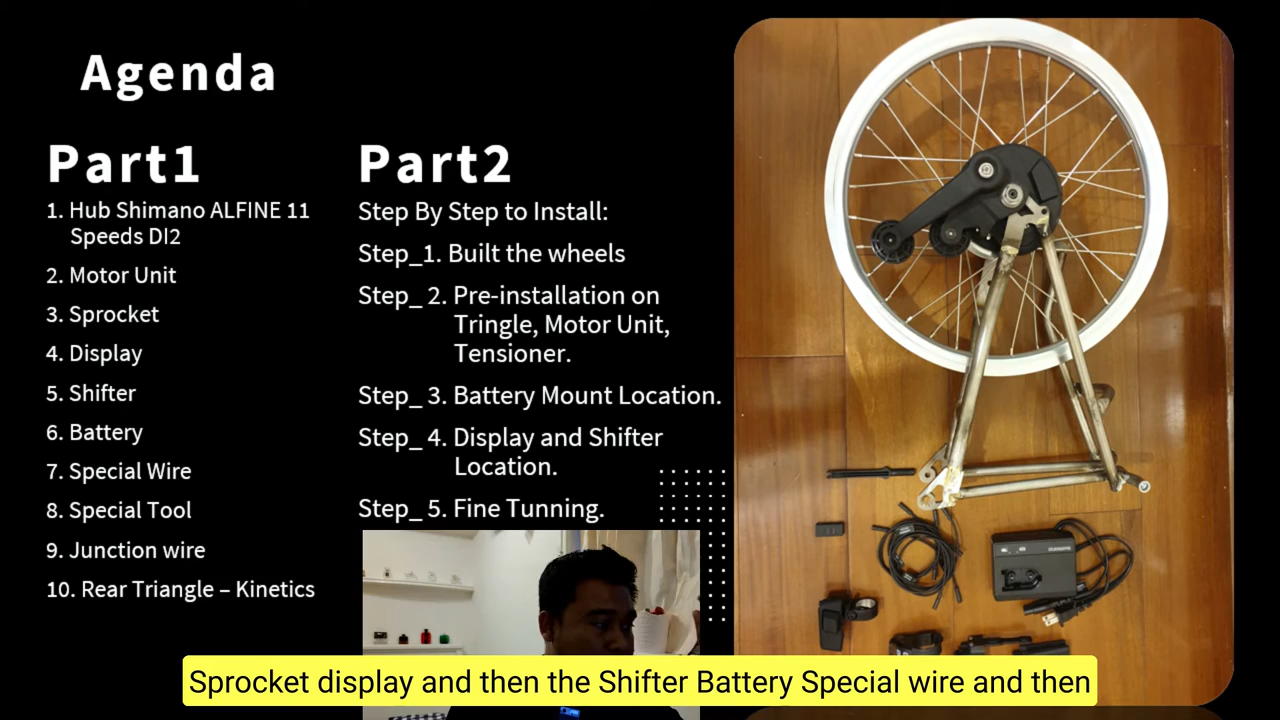 Agenda
Part1
1. Hub Shimano ALFINE 11
Speeds DI2
2. Motor Unit
3. Sprocket
4. Display
5. Shifter
6. Battery
7. Special Wire
8. Special Tool
9. Junction wire
10. Rear Triangle – Kinetics
Part2
Step By Step to Install:
Step_1. Built the wheels
Step_ 2. Pre-installation on
Tringle, Motor Unit,
Tensioner.
Step_ 3. Battery Mount Location.
Step_ 4. Display and Shifter
Location.
Step_ 5. Fine Tunning.
Sprocket display and then the Shifter Battery Special wire and then